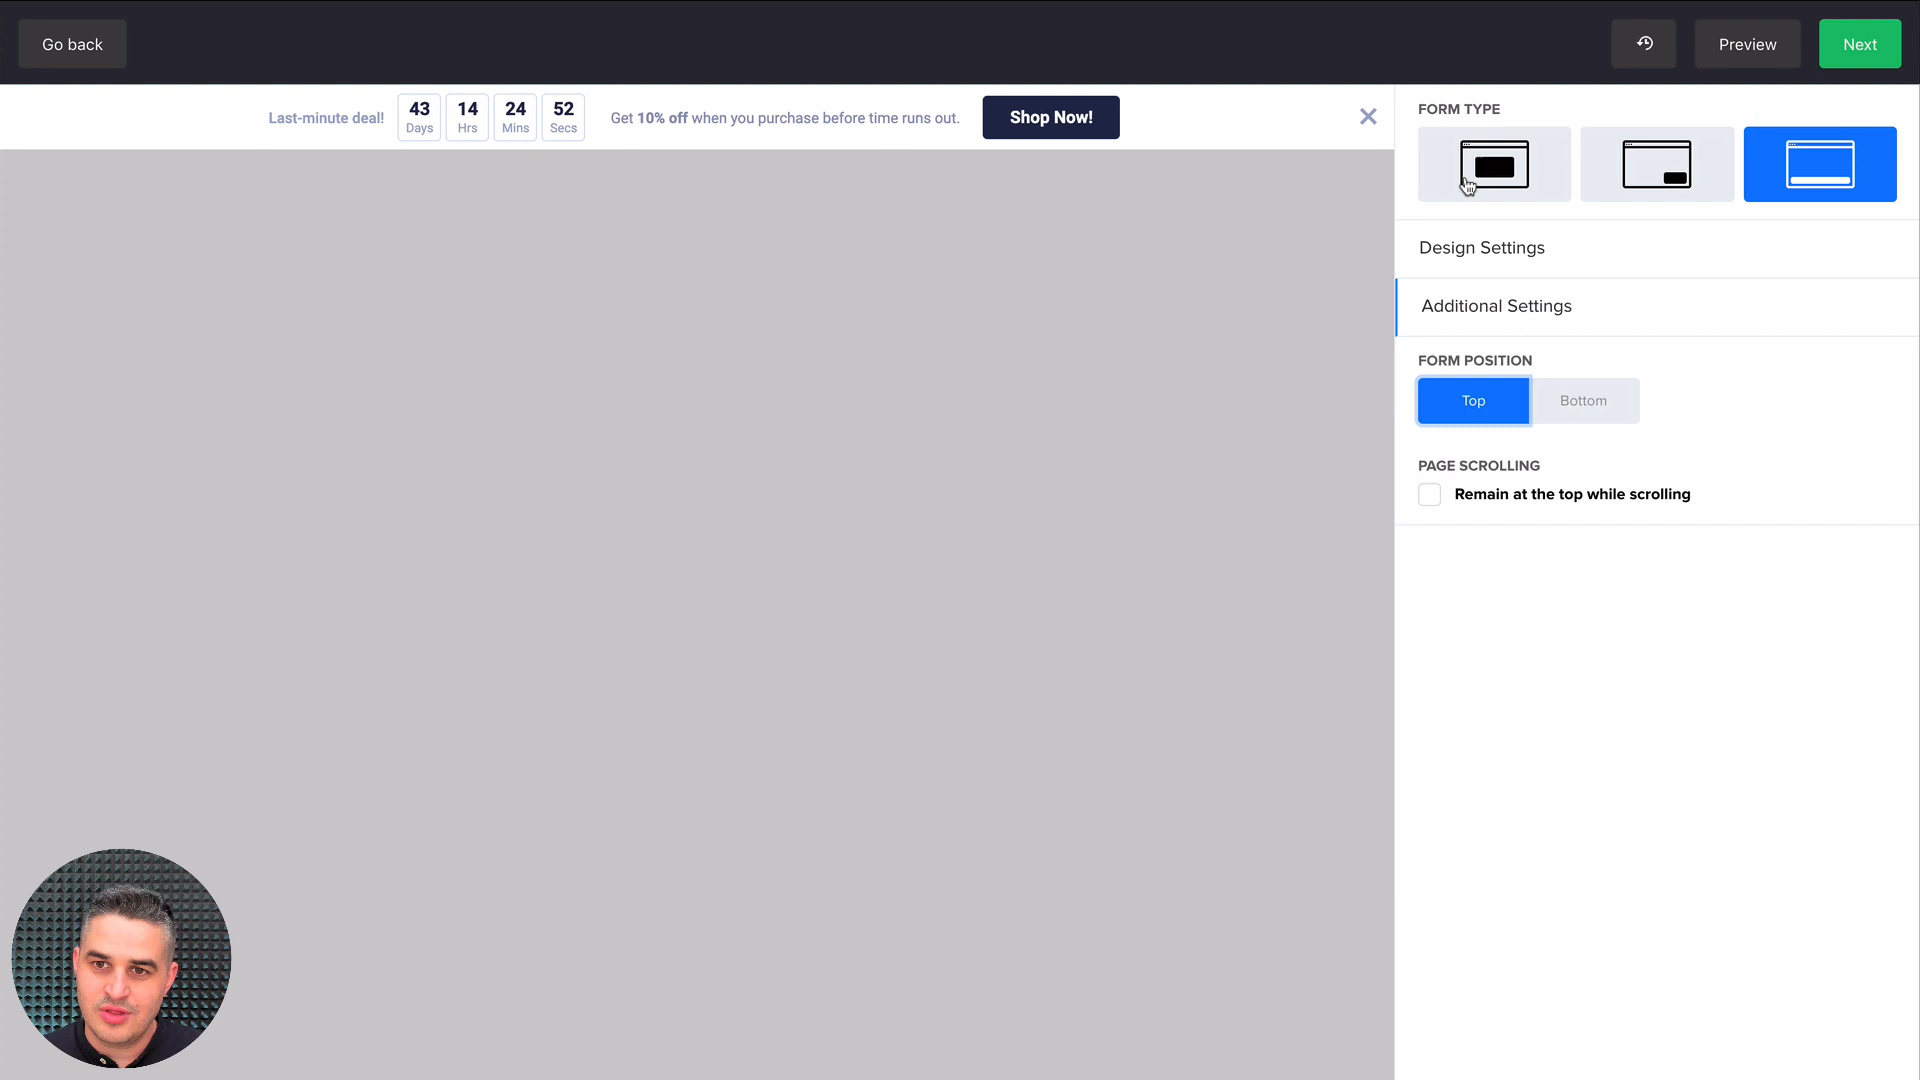 Go back
Preview
Next
Last-minute deal!
43 14 24 52
Days Hrs Mins Secs
Get 10% off when you purchase before time runs out.
Shop Now!
FORM TYPE
Design Settings
Additional Settings
FORM POSITION
Top Bottom
PAGE SCROLLING
Remain at the top while scrolling